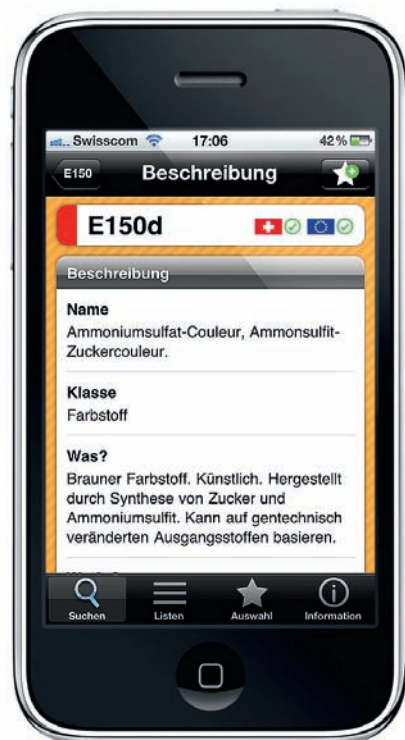 Swisscom 17:06 42 %
E150 Beschreibung
E150d
Beschreibung
Name
Ammoniumsulfat-Couleur, Ammonsulfit-
Zuckercouleur.
Klasse
Farbstoff
Was?
Brauner Farbstoff. Künstlich. Hergestellt
durch Synthese von Zucker und
Ammoniumsulfit. Kann auf gentechnisch
veränderten Ausgangsstoffen basieren.
Suchen Listen Auswahl Information